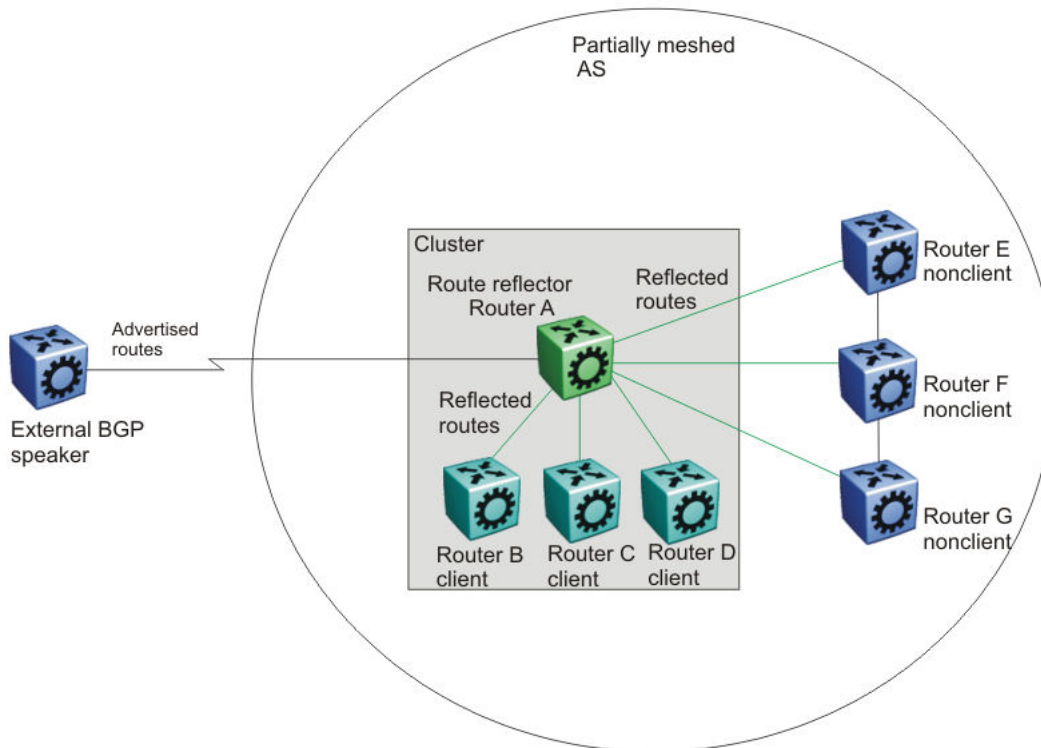 Partially meshed
AS
Cluster
Route reflector
Router A
Reflected
routes
Router E
nonclient
Advertised
routes
External BGP
speaker
Reflected
routes
Router F
nonclient
Router B
client
Router C
client
Router D
client
Router G
nonclient